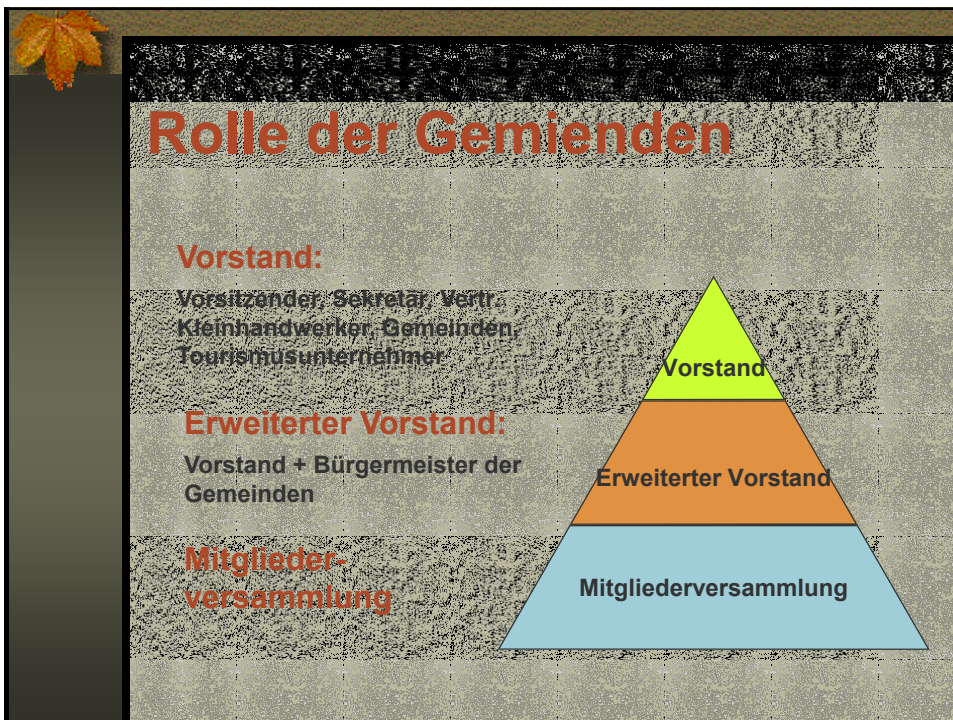 Rolle der Gemienden
Vorstand:
Vorsitzender, Sekretär, Vertr.
Kleinhandwerker, Gemeinden,
Tourismusunternehmer
Erweiterter Vorstand:
Vorstand + Bürgermeister der
Gemeinden
Mitglieder-
versammlung
Vorstand
Erweiterter Vorstand
Mitgliederversammlung